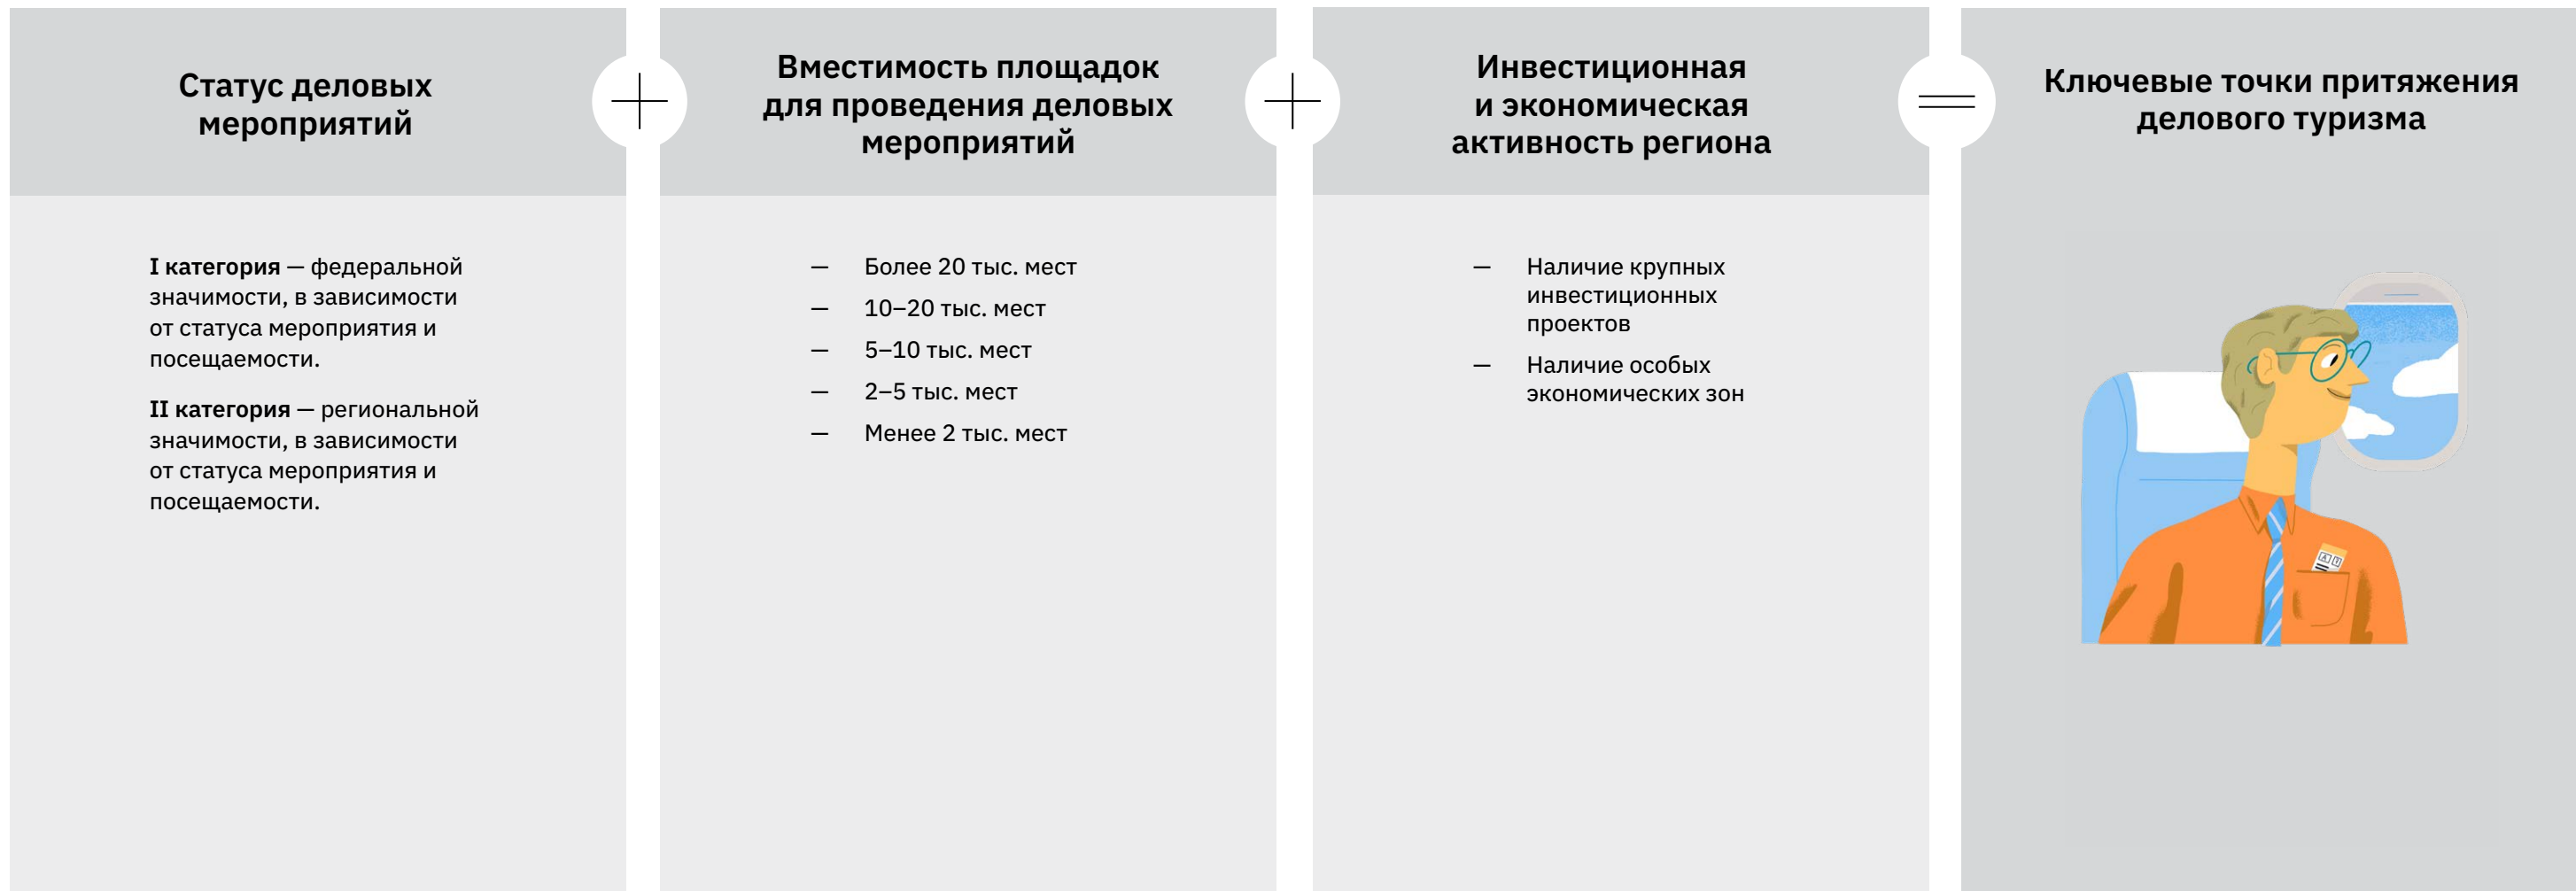 Статус деловых
мероприятий
I категория — федеральной
значимости, в зависимости
от статуса мероприятия и
посещаемости.
II категория — региональной
значимости, в зависимости
от статуса мероприятия и
посещаемости.
Вместимость площадок
для проведения деловых
мероприятий
— Более 20 тыс. мест
— 10–20 тыс. мест
— 5–10 тыс. мест
— 2–5 тыс. мест
— Менее 2 тыс. мест
Инвестиционная
и экономическая
активность региона
— Наличие крупных
инвестиционных
проектов
— Наличие особых
экономических зон
Ключевые точки притяжения
делового туризма